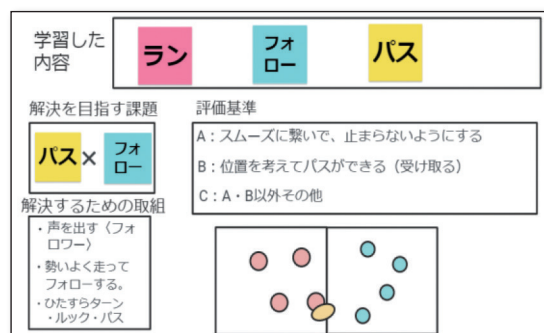 学習した
内容
ラン
フォ
ロー
パス
解決を目指す課題
パス×フォ
ロー
解決するための取組
・声を出す〈フォ
ロワー〉
・勢いよく走って
フォローする。
・ひたすらターン
・ルック・パス
評価基準
A：スムーズに繋いで、止まらないようにする
B：位置を考えてパスができる（受け取る）
C：A・B以外その他